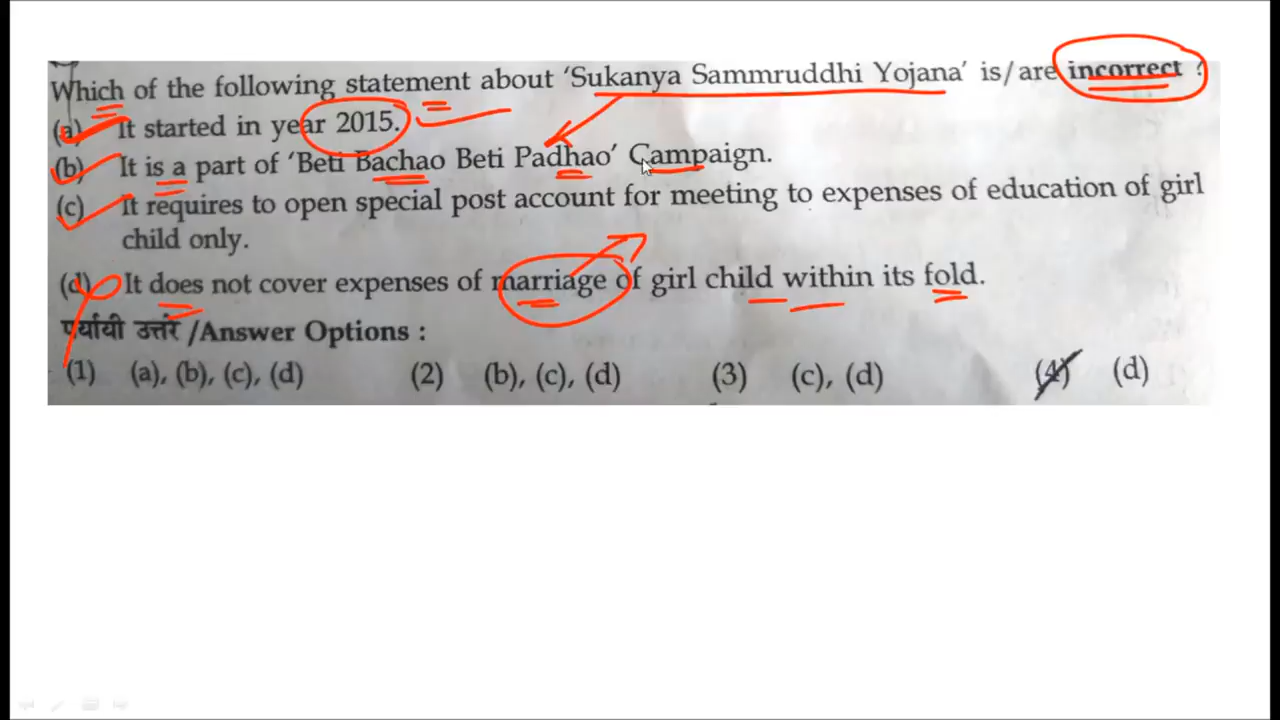 Which of the following statement about 'Sukanya Sammruddhi Yojana' is/are incorrect ?
(a) It started in year 2015.
(b) It is a part of 'Beti Bachao Beti Padhao' Campaign.
(c) It requires to open special post account for meeting to expenses of education of girl
child only.
(d) It does not cover expenses of marriage of girl child within its fold.
पर्यायी उत्तरे /Answer Options :
(1) (a), (b), (c), (d) (2) (b), (c), (d) (3) (c), (d) (4) (d)